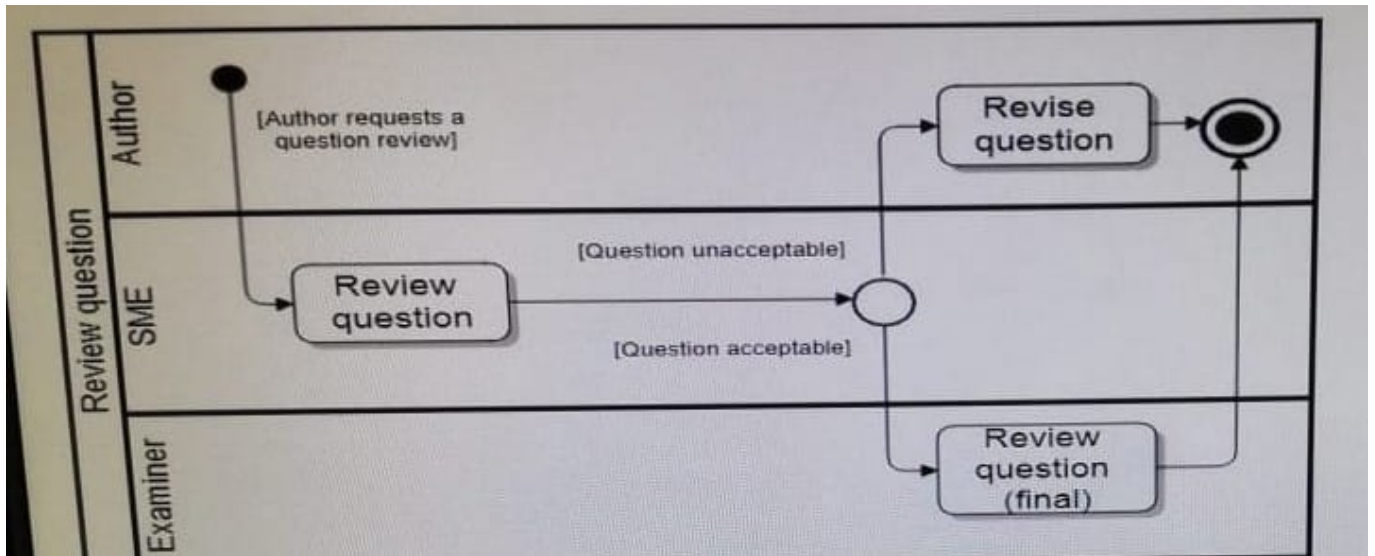 Review question
Author
SME
Examiner
[Author requests a
question review]
Review
question
[Question unacceptable]
[Question acceptable]
Revise
question
Review
question
(final)